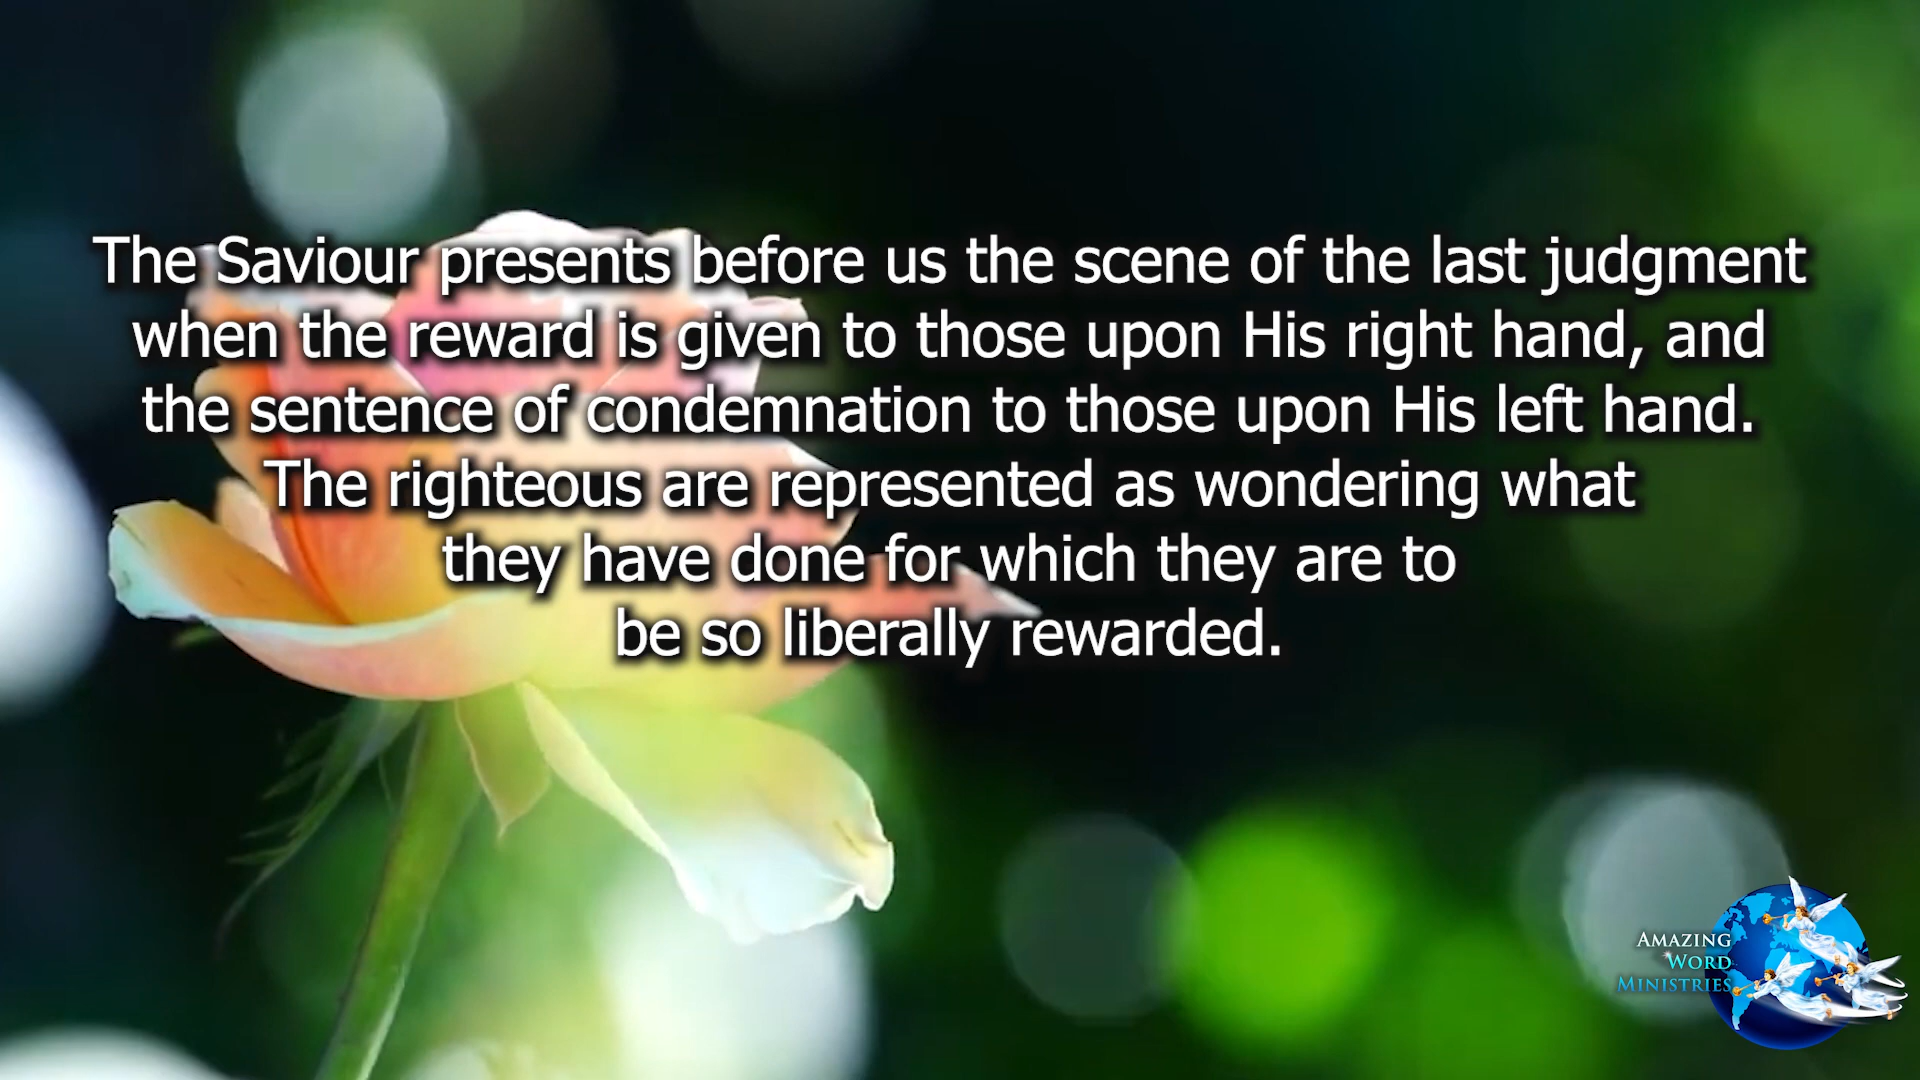 The Saviour presents before us the scene of the last judgment
when the reward is given to those upon His right hand, and
the sentence of condemnation to those upon His left hand.
The righteous are represented as wondering what
they have done for which they are to
be so liberally rewarded.
AMAZING
WORD
MINISTRIES